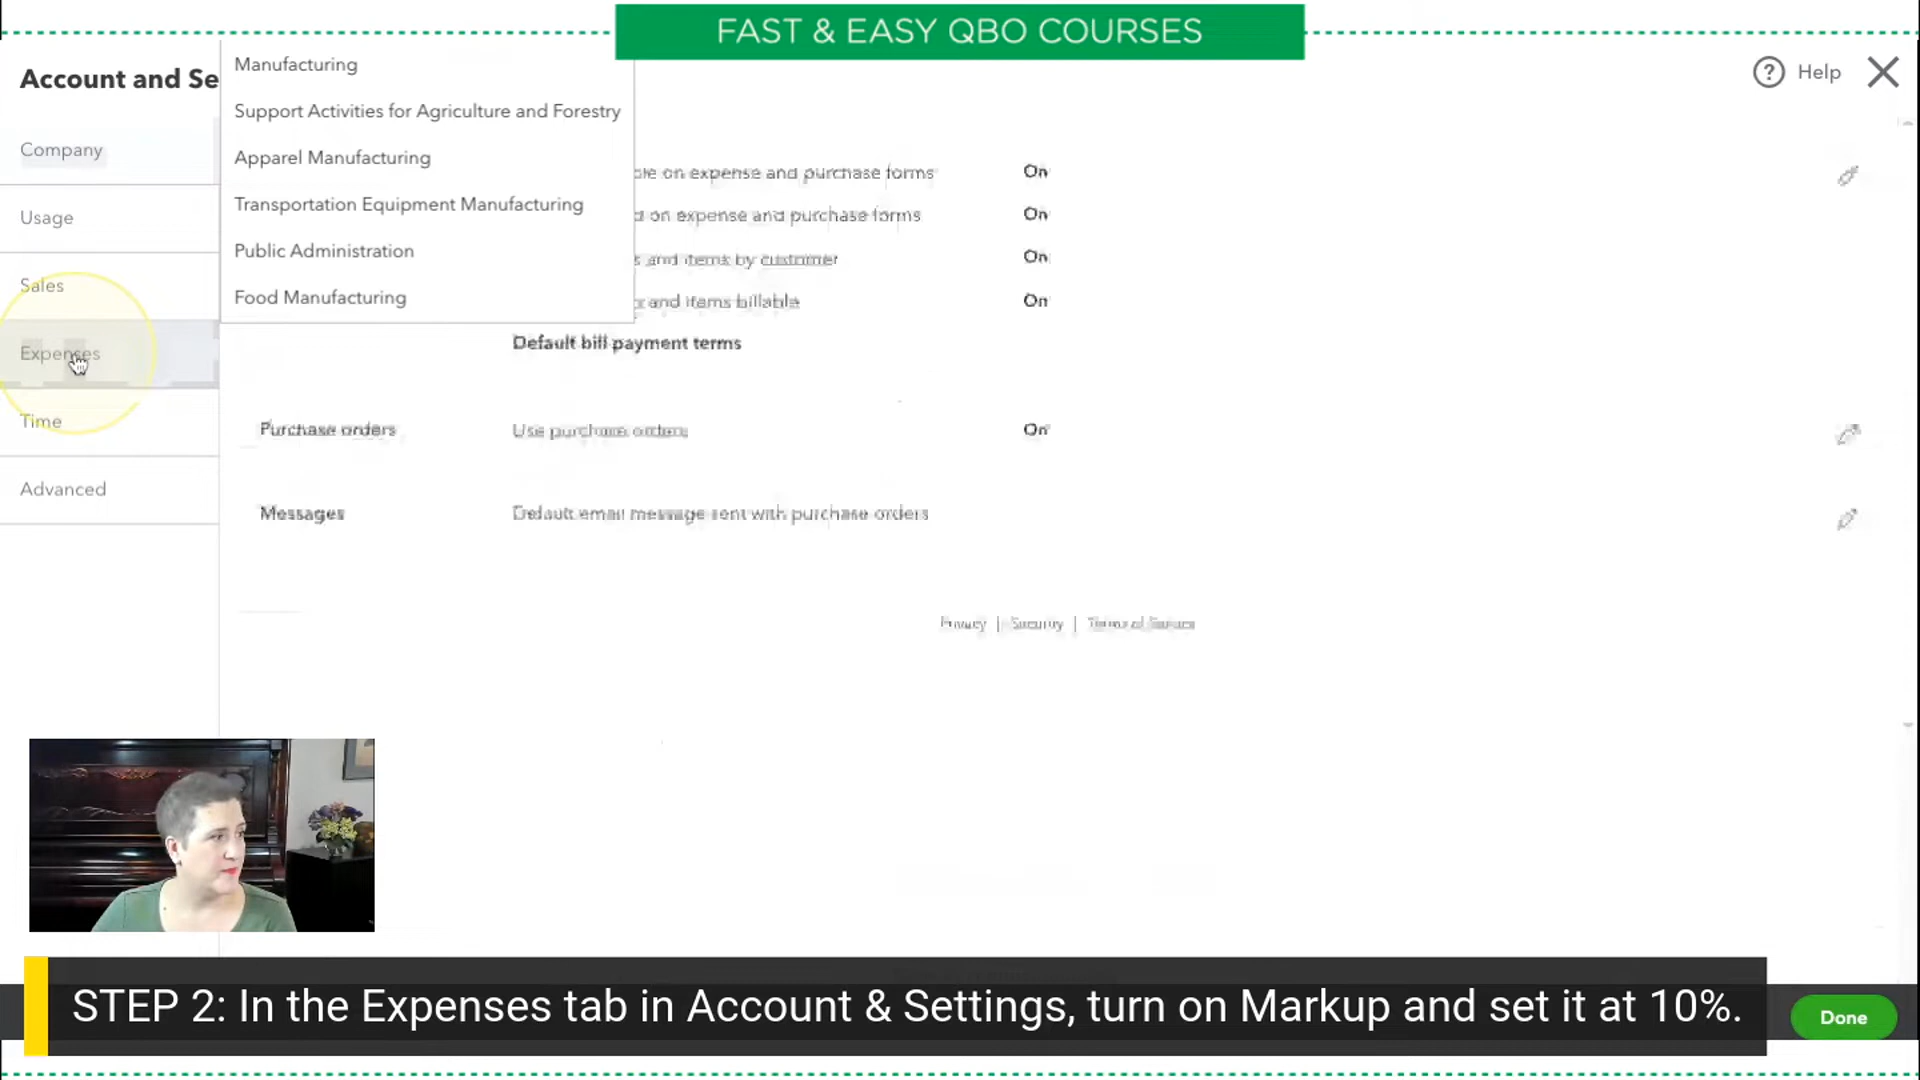 FAST & EASY QBO COURSES
Account and Se
Help
Manufacturing
Support Activities for Agriculture and Forestry
Apparel Manufacturing
Transportation Equipment Manufacturing
Public Administration
Food Manufacturing
Company
Usage
Sales
Expenses
Time
Advanced
on expense and purchase forms On
on expense and purchase forms On
and items by customer On
and items billable On
Default bill payment terms
Purchase orders Use purchase orders On
Messages Default email message sent with purchase orders
Privacy | Security | Terms of Service
STEP 2: In the Expenses tab in Account & Settings, turn on Markup and set it at 10%.
Done